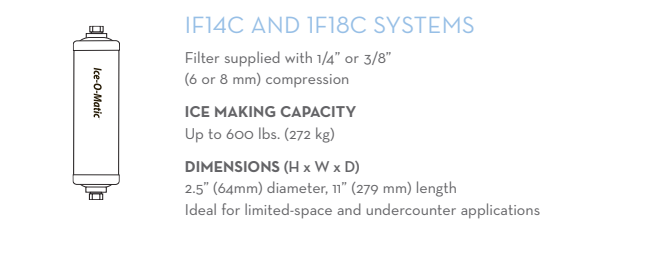 IF14C AND 1F18C SYSTEMS
Filter supplied with 1/4” or 3/8”
(6 or 8 mm) compression
ICE MAKING CAPACITY
Up to 600 lbs. (272 kg)
DIMENSIONS (H x W x D)
2.5” (64mm) diameter, 11” (279 mm) length
Ideal for limited-space and undercounter applications
Ice-O-Matic